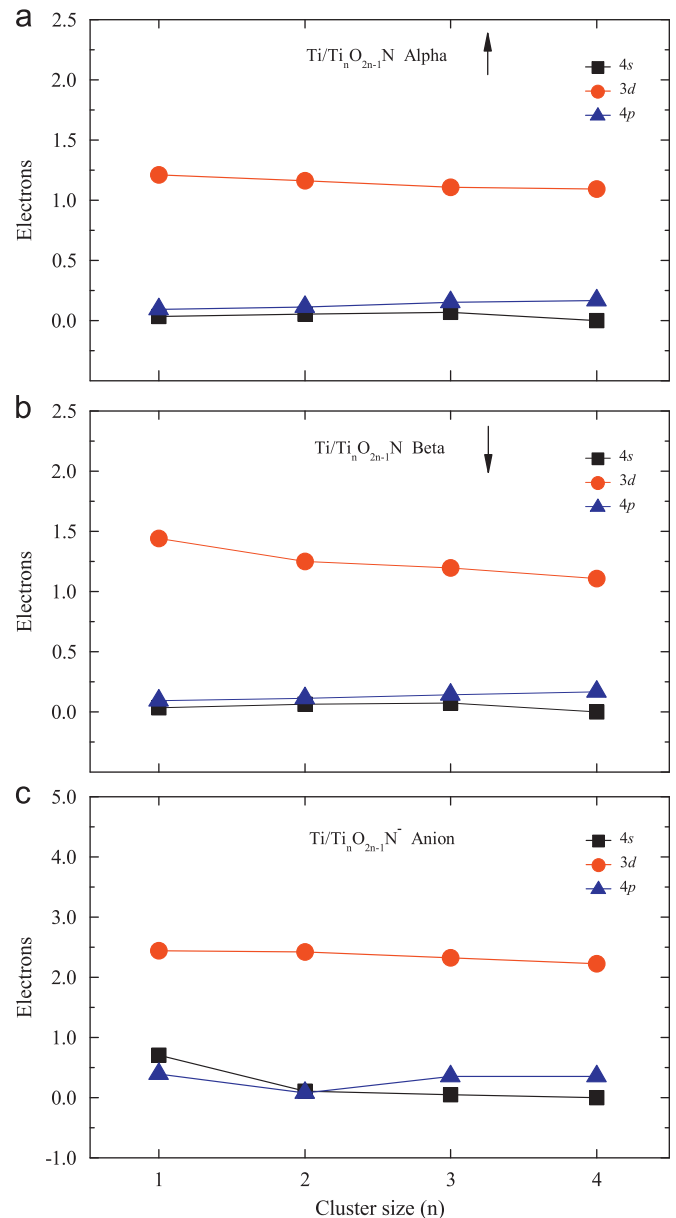 a
2.5
2.0
1.5
1.0
0.5
0.0
Electrons
Ti/TiₙO₂ₙ₋₁N Alpha
4s
3d
4p
b
2.5
2.0
1.5
1.0
0.5
0.0
Electrons
Ti/TiₙO₂ₙ₋₁N Beta
4s
3d
4p
c
5.0
4.0
3.0
2.0
1.0
0.0
-1.0
Electrons
Ti/TiₙO₂ₙ₋₁N⁻ Anion
4s
3d
4p
1 2 3 4
Cluster size (n)